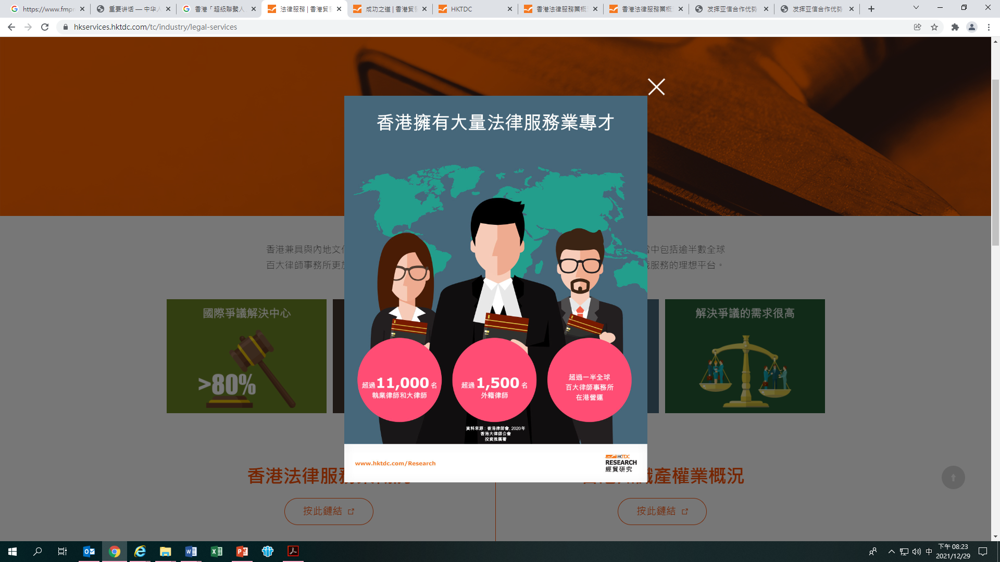 https://www.fmpr
重要讲话 — 中华人
香港「超級聯繫人
法律服務 | 香港貿發
成功之道 | 香港貿發
HKTDC
香港法律服務業概
香港法律服務業概
发挥亚信合作优势
发挥亚信合作优势
hkservices.hktdc.com/tc/industry/legal-services
香港擁有大量法律服務業專才
香港兼具與內地文
中包括逾半數全球
百大律師事務所更
服務的理想平台。
國際爭議解決中心
>80%
解決爭議的需求很高
超過11,000名
執業律師和大律師
超過1,500名
外籍律師
超過一半全球
百大律師事務所
在港營運
資料來源 : 香港律師會, 2020年
香港大律師公會
投資推廣署
www.hktdc.com/Research
HKTDC
RESEARCH
經貿研究
香港法律服
識產權業概況
按此鏈結
按此鏈結
中
下午 08:23
2021/12/29